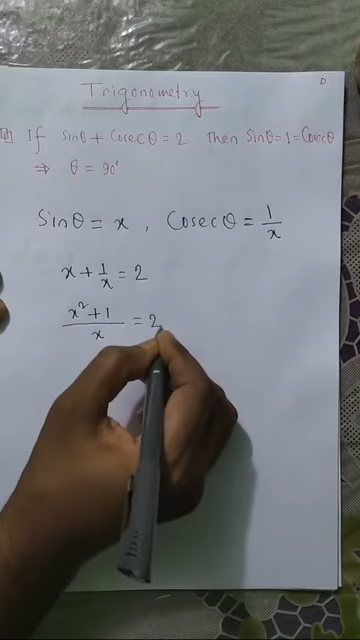 Trigonometry
If Sinθ + Cosecθ = 2 Then Sinθ = 1 = Cosecθ
⇒ θ = 90°
Sinθ = x , Cosecθ = 1/x
x + 1/x = 2
x² + 1 / x = 2